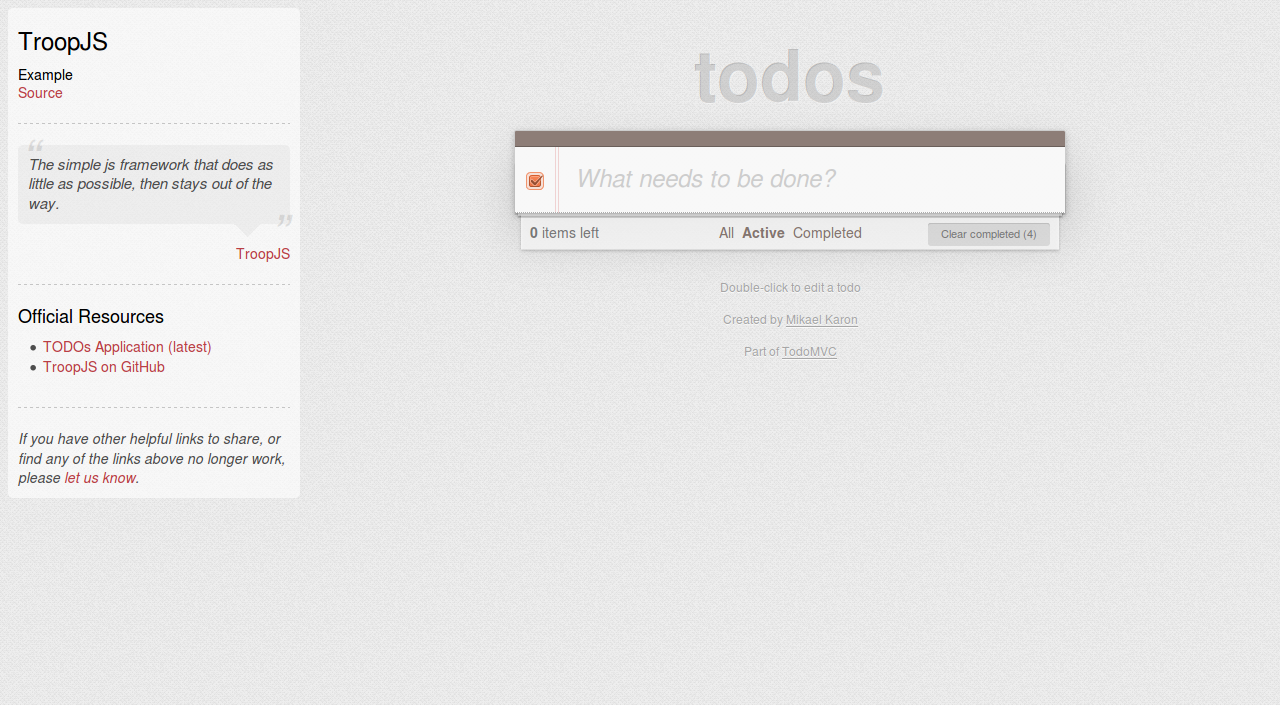 TroopJS
Example
Source
“
The simple js framework that does as
little as possible, then stays out of the
way.
”
TroopJS
Official Resources
• TODOs Application (latest)
• TroopJS on GitHub
If you have other helpful links to share, or
find any of the links above no longer work,
please let us know.
todos
What needs to be done?
0 items left All Active Completed Clear completed (4)
Double-click to edit a todo
Created by Mikael Karon
Part of TodoMVC